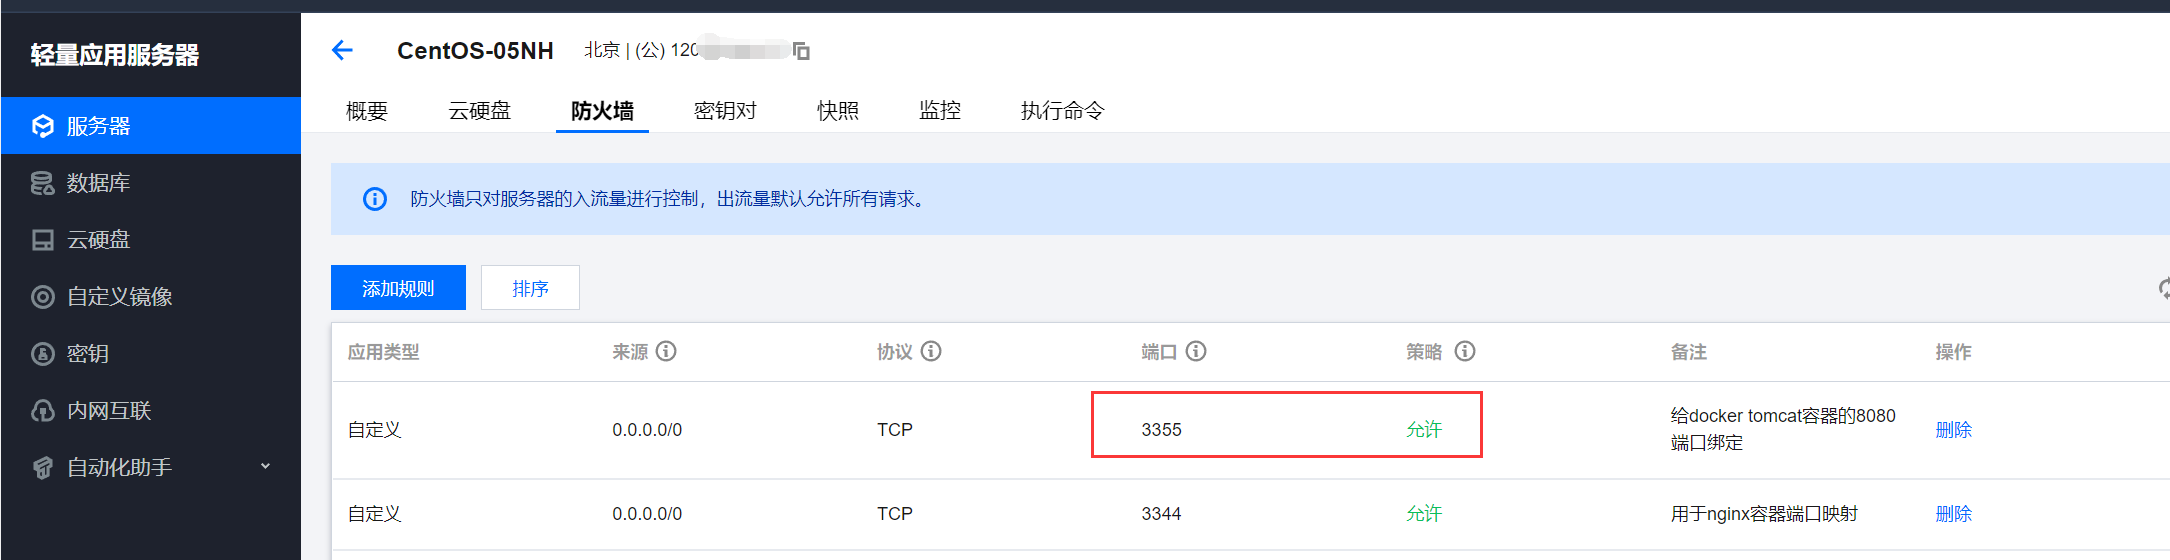 轻量应用服务器
服务器
数据库
云硬盘
自定义镜像
密钥
内网互联
自动化助手
CentOS-05NH 北京 | (公) 120
概要 云硬盘 防火墙 密钥对 快照 监控 执行命令
防火墙只对服务器的入流量进行控制，出流量默认允许所有请求。
添加规则 排序
应用类型 来源 协议 端口 策略 备注 操作
自定义 0.0.0.0/0 TCP 3355 允许 给docker tomcat容器的8080
端口绑定 删除
自定义 0.0.0.0/0 TCP 3344 允许 用于nginx容器端口映射 删除